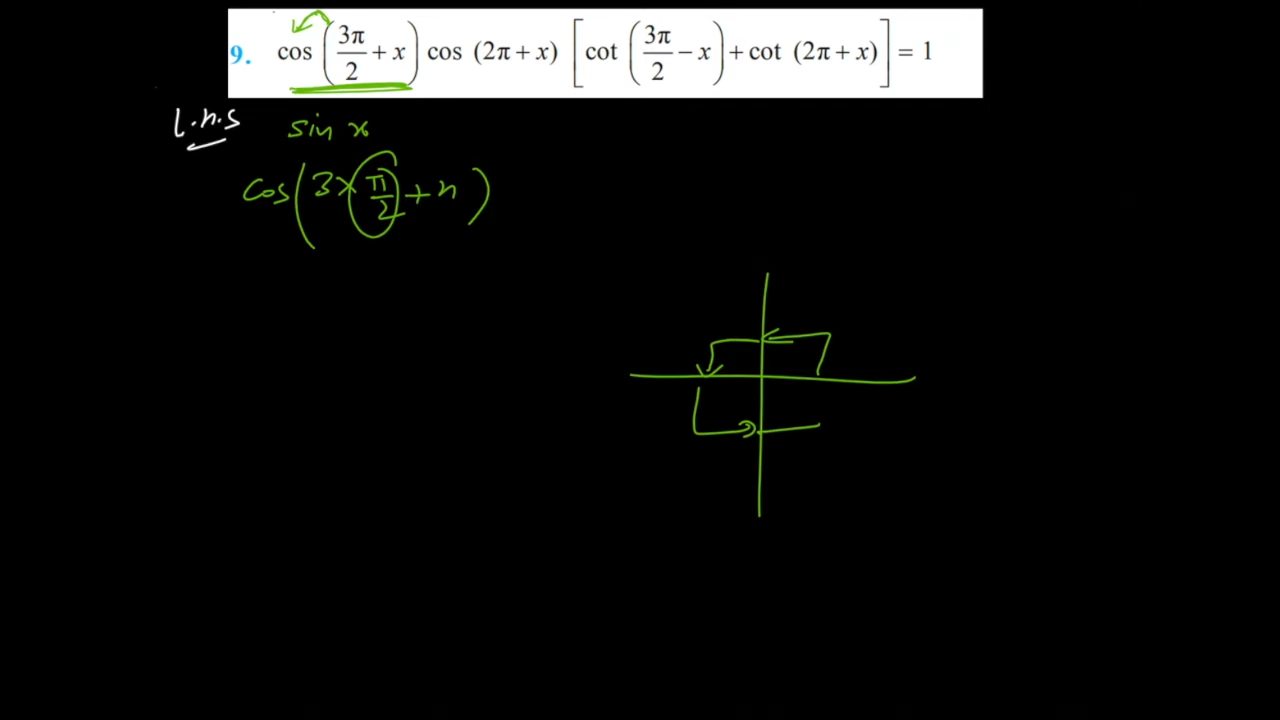 9. cos (3π/2 + x) cos (2π + x) [cot (3π/2 − x) + cot (2π + x)] = 1
L.h.s sin x
cos(3×π/2+x)